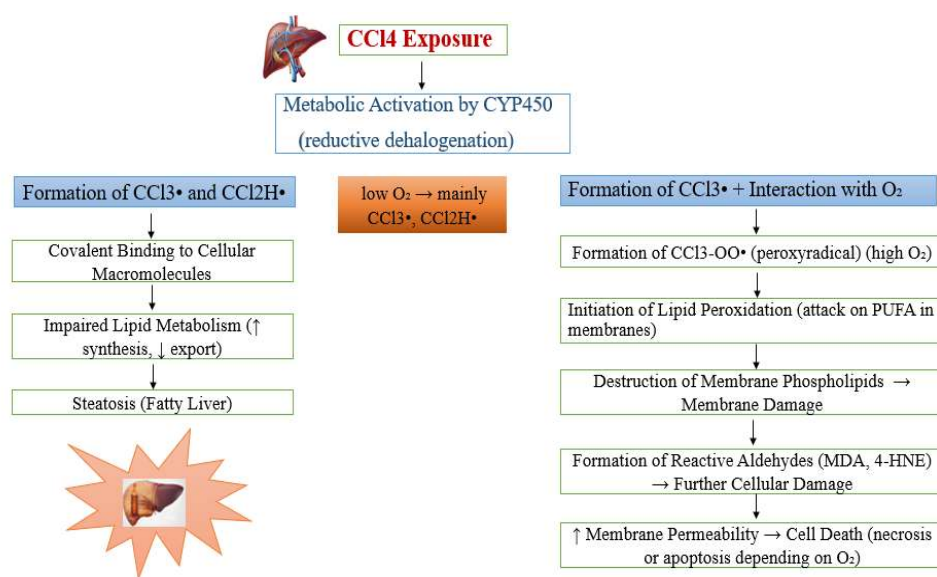 CCl4 Exposure
Metabolic Activation by CYP450
(reductive dehalogenation)
Formation of CCl3• and CCl2H•
Covalent Binding to Cellular
Macromolecules
Impaired Lipid Metabolism (↑
synthesis, ↓ export)
Steatosis (Fatty Liver)
low O₂ → mainly
CCl3•, CCl2H•
Formation of CCl3• + Interaction with O₂
Formation of CCl3-OO• (peroxyradical) (high O₂)
Initiation of Lipid Peroxidation (attack on PUFA in
membranes)
Destruction of Membrane Phospholipids →
Membrane Damage
Formation of Reactive Aldehydes (MDA, 4-HNE)
→ Further Cellular Damage
↑ Membrane Permeability → Cell Death (necrosis
or apoptosis depending on O₂)